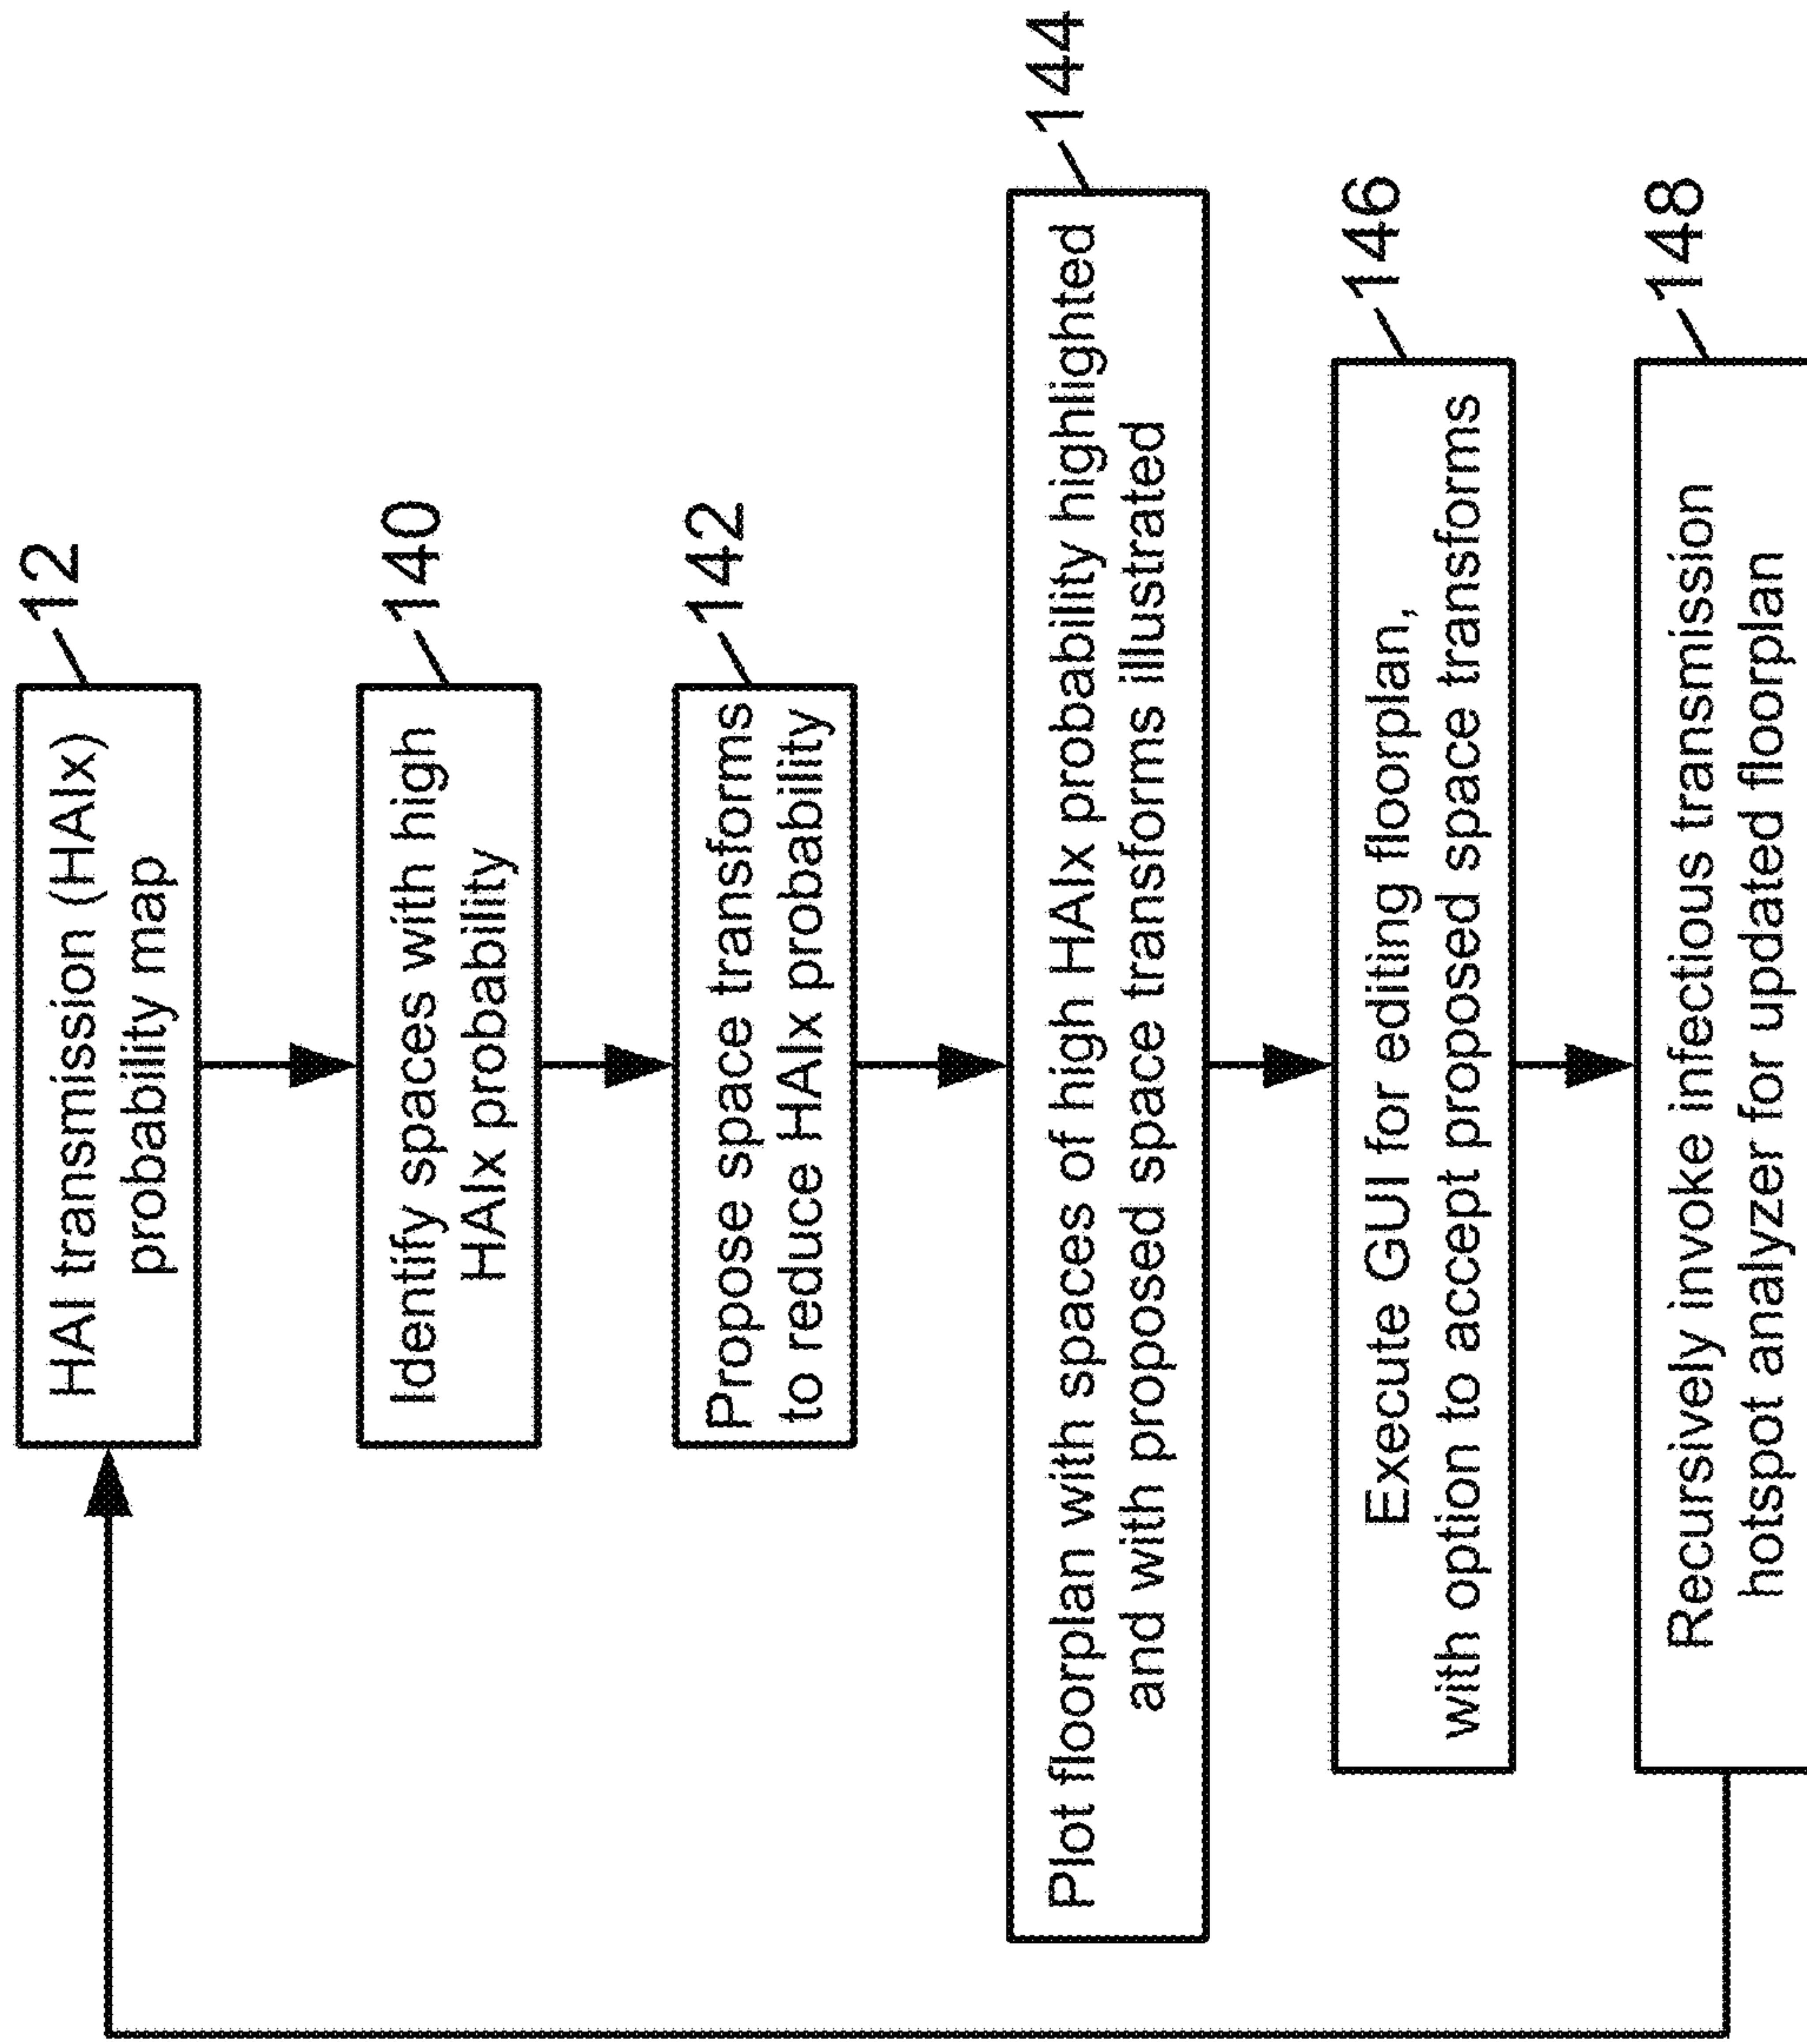 12
HAI transmission (HAIx)
probability map
140
Identify spaces with high
HAIx probability
142
Propose space transforms
to reduce HAIx probability
144
Plot floorplan with spaces of high HAIx probability highlighted
and with proposed space transforms illustrated
146
Execute GUI for editing floorplan,
with option to accept proposed space transforms
148
Recursively invoke infectious transmission
hotspot analyzer for updated floorplan